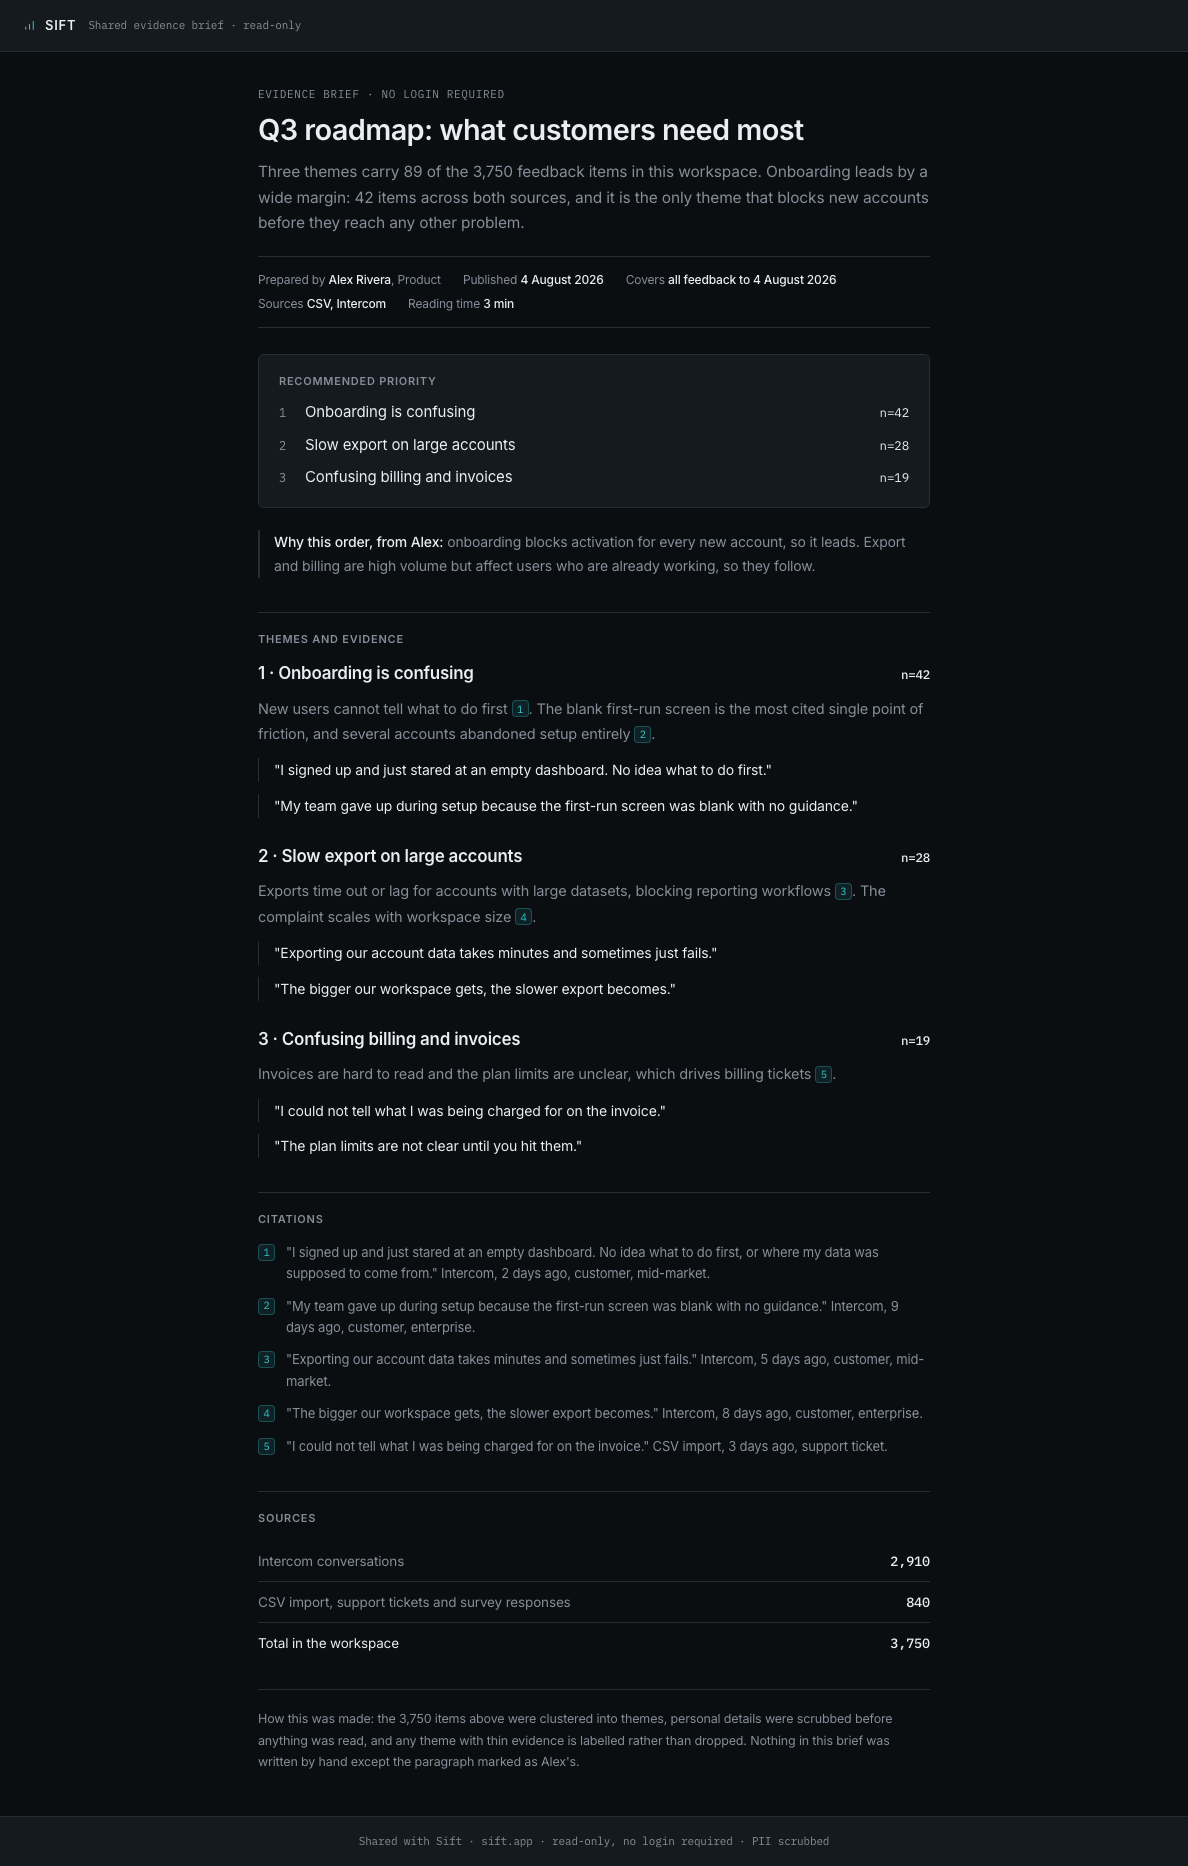 SIFT Shared evidence brief · read-only
EVIDENCE BRIEF · NO LOGIN REQUIRED
Q3 roadmap: what customers need most
Three themes carry 89 of the 3,750 feedback items in this workspace. Onboarding leads by a
wide margin: 42 items across both sources, and it is the only theme that blocks new accounts
before they reach any other problem.
Prepared by Alex Rivera, Product Published 4 August 2026 Covers all feedback to 4 August 2026
Sources CSV, Intercom Reading time 3 min
RECOMMENDED PRIORITY
1 Onboarding is confusing n=42
2 Slow export on large accounts n=28
3 Confusing billing and invoices n=19
Why this order, from Alex: onboarding blocks activation for every new account, so it leads. Export
and billing are high volume but affect users who are already working, so they follow.
THEMES AND EVIDENCE
1 · Onboarding is confusing n=42
New users cannot tell what to do first 1. The blank first-run screen is the most cited single point of
friction, and several accounts abandoned setup entirely 2.
"I signed up and just stared at an empty dashboard. No idea what to do first."
"My team gave up during setup because the first-run screen was blank with no guidance."
2 · Slow export on large accounts n=28
Exports time out or lag for accounts with large datasets, blocking reporting workflows 3. The
complaint scales with workspace size 4.
"Exporting our account data takes minutes and sometimes just fails."
"The bigger our workspace gets, the slower export becomes."
3 · Confusing billing and invoices n=19
Invoices are hard to read and the plan limits are unclear, which drives billing tickets 5.
"I could not tell what I was being charged for on the invoice."
"The plan limits are not clear until you hit them."
CITATIONS
1 "I signed up and just stared at an empty dashboard. No idea what to do first, or where my data was
supposed to come from." Intercom, 2 days ago, customer, mid-market.
2 "My team gave up during setup because the first-run screen was blank with no guidance." Intercom, 9
days ago, customer, enterprise.
3 "Exporting our account data takes minutes and sometimes just fails." Intercom, 5 days ago, customer, mid-
market.
4 "The bigger our workspace gets, the slower export becomes." Intercom, 8 days ago, customer, enterprise.
5 "I could not tell what I was being charged for on the invoice." CSV import, 3 days ago, support ticket.
SOURCES
Intercom conversations 2,910
CSV import, support tickets and survey responses 840
Total in the workspace 3,750
How this was made: the 3,750 items above were clustered into themes, personal details were scrubbed before
anything was read, and any theme with thin evidence is labelled rather than dropped. Nothing in this brief was
written by hand except the paragraph marked as Alex's.
Shared with Sift · sift.app · read-only, no login required · PII scrubbed